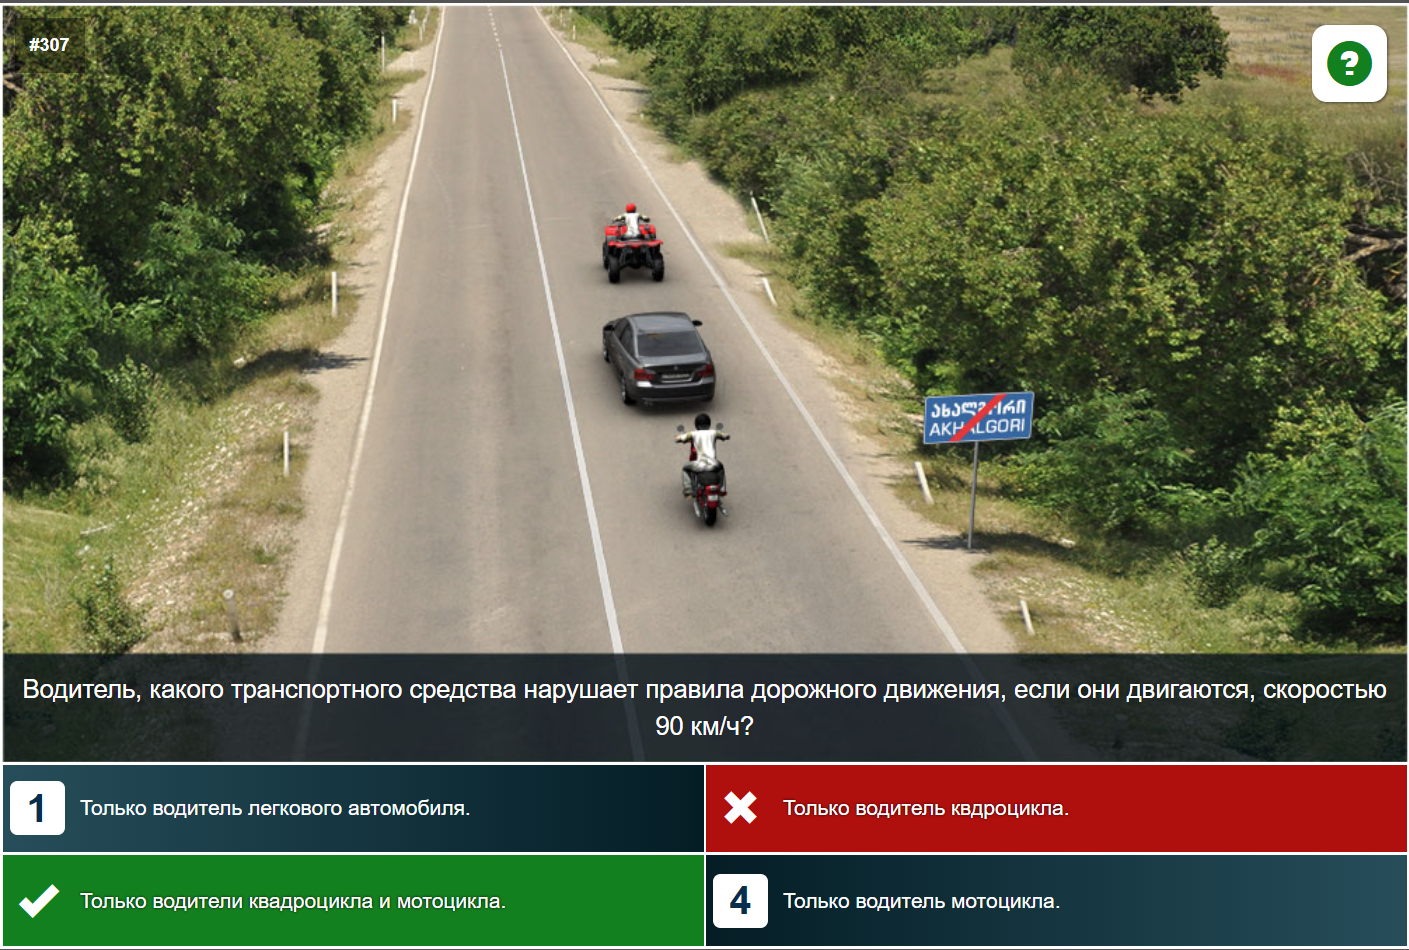 #307
?
ახალგორი
AKHALGORI
Водитель, какого транспортного средства нарушает правила дорожного движения, если они двигаются, скоростью
90 км/ч?
1 Только водитель легкового автомобиля.
Только водитель квдроцикла.
Только водители квадроцикла и мотоцикла.
4 Только водитель мотоцикла.